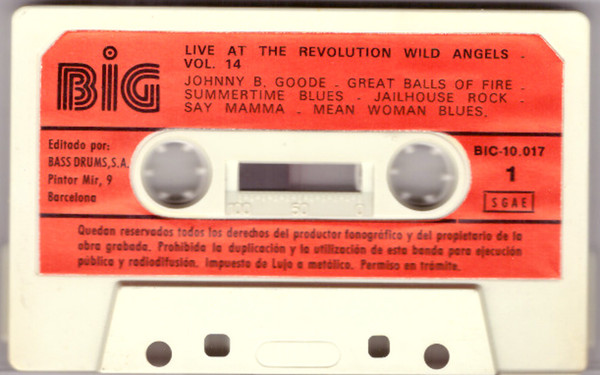 BiG
LIVE AT THE REVOLUTION WILD ANGELS -
VOL. 14
JOHNNY B. GOODE - GREAT BALLS OF FIRE -
SUMMERTIME BLUES - JAILHOUSE ROCK -
SAY MAMMA - MEAN WOMAN BLUES.
Editado por:
BASS DRUMS, S.A.
Pintor Mir, 9
Barcelona
BIC-10.017
1
SGAE
100 50 0
Quedan reservados todos los derechos del productor fonográfico y del propietario de la
obra grabada. Prohibida la duplicación y la utilización de esta banda para ejecución
pública y radiodifusión. Impuesto de Lujo a metálico. Permiso en trámite.